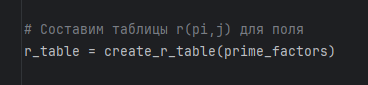 # Составим таблицы r(pi,j) для поля
r_table = create_r_table(prime_factors)